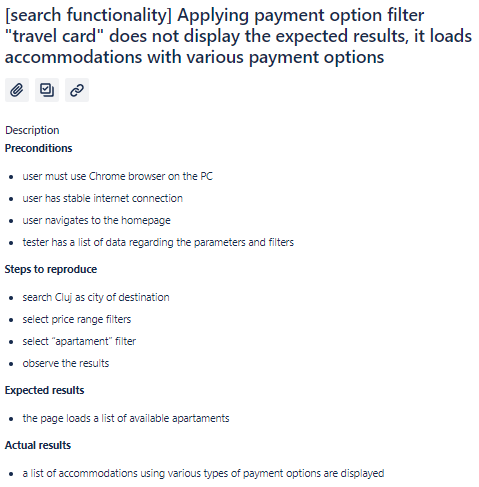 [search functionality] Applying payment option filter
"travel card" does not display the expected results, it loads
accommodations with various payment options
Description
Preconditions
• user must use Chrome browser on the PC
• user has stable internet connection
• user navigates to the homepage
• tester has a list of data regarding the parameters and filters
Steps to reproduce
• search Cluj as city of destination
• select price range filters
• select “apartament” filter
• observe the results
Expected results
• the page loads a list of available apartaments
Actual results
• a list of accommodations using various types of payment options are displayed